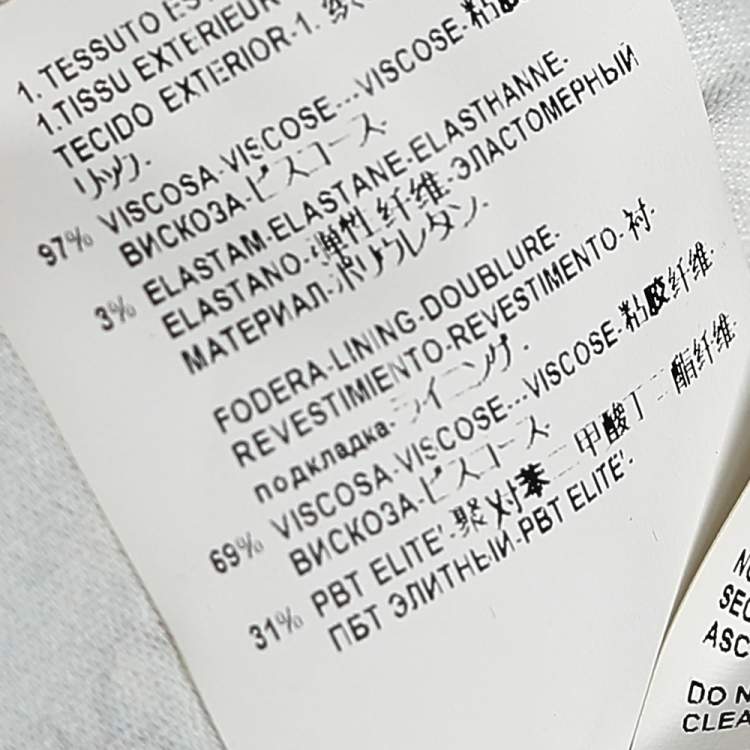 1. TESSUTO
1.TISSU EXTERIEUR
TECIDO EXTERIOR-1.
リック-
97% VISCOSA-VISCOSE---VISCOSE-粘
ВИСКОЗА-ビスコース-
3% ELASTAM-ELASTANE-ELASTHANNE-
ELASTANO-弹性纤维-ЭЛАСТОМЕРНЫЙ
МАТЕРИАЛ-ポリウレタン-
FODERA-LINING-DOUBLURE-
REVESTIMIENTO-REVESTIMENTO-衬-
подкладка-ライニング-
69% VISCOSA-VISCOSE---VISCOSE-粘胶纤维-
ВИСКОЗА-ビスコース-
31% PBT ELITE'-聚对苯二甲酸丁二酯纤维-
ПБТ ЭЛИТНЫЙ-PBT ELITE'-
SEC
ASC
DO N
CLEA